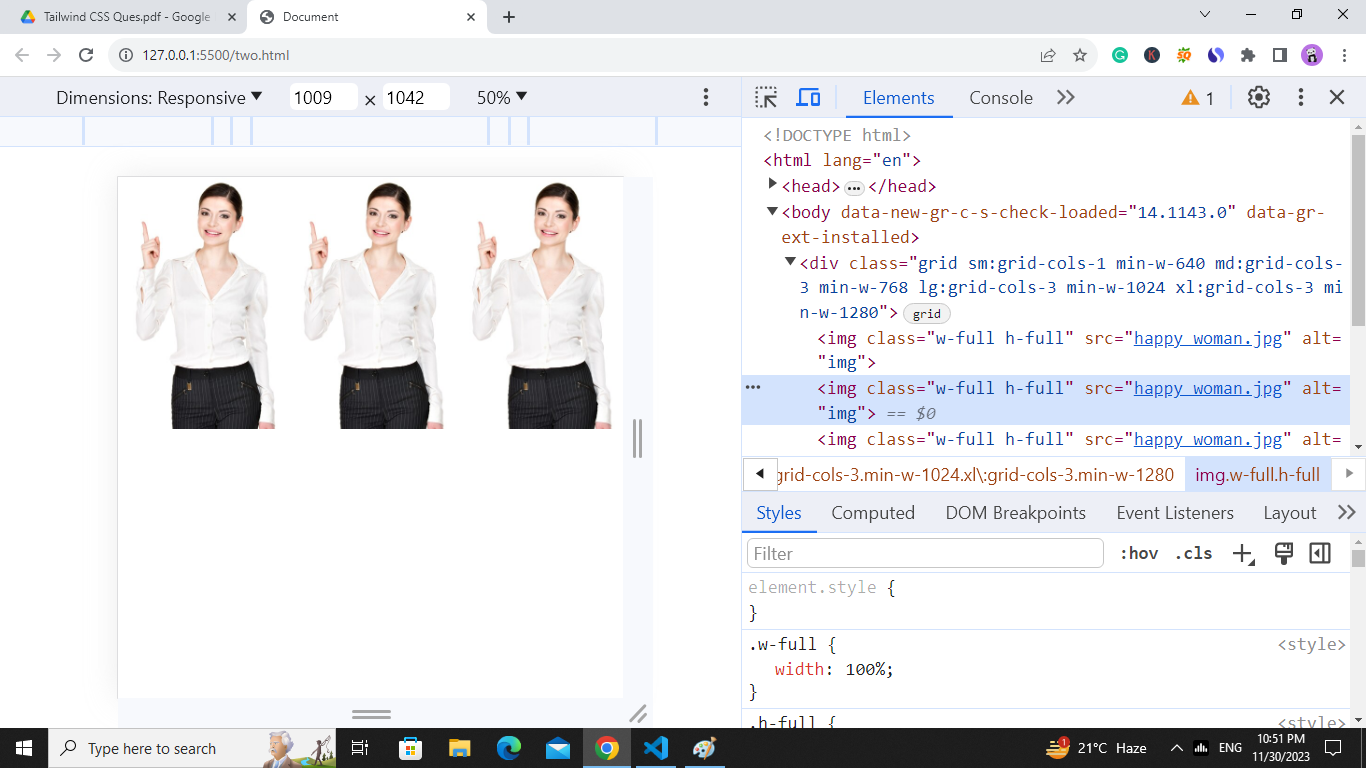 Tailwind CSS Ques.pdf - Google
Document
127.0.0.1:5500/two.html
Dimensions: Responsive
1009 × 1042
50%
Elements
Console
1
<!DOCTYPE html>
<html lang="en">
<head>…</head>
<body data-new-gr-c-s-check-loaded="14.1143.0" data-gr-
ext-installed>
<div class="grid sm:grid-cols-1 min-w-640 md:grid-cols-
3 min-w-768 lg:grid-cols-3 min-w-1024 xl:grid-cols-3 mi
n-w-1280">
grid
<img class="w-full h-full" src="happy_woman.jpg" alt=
"img">
<img class="w-full h-full" src="happy_woman.jpg" alt=
"img"> == $0
<img class="w-full h-full" src="happy_woman.jpg" alt=
grid-cols-3.min-w-1024.xl\:grid-cols-3.min-w-1280
img.w-full.h-full
Styles
Computed
DOM Breakpoints
Event Listeners
Layout
Filter
:hov
.cls
element.style {
}
.w-full {
<style>
width: 100%;
}
.h-full {
<style>
Type here to search
1
21°C Haze
ENG
10:51 PM
11/30/2023